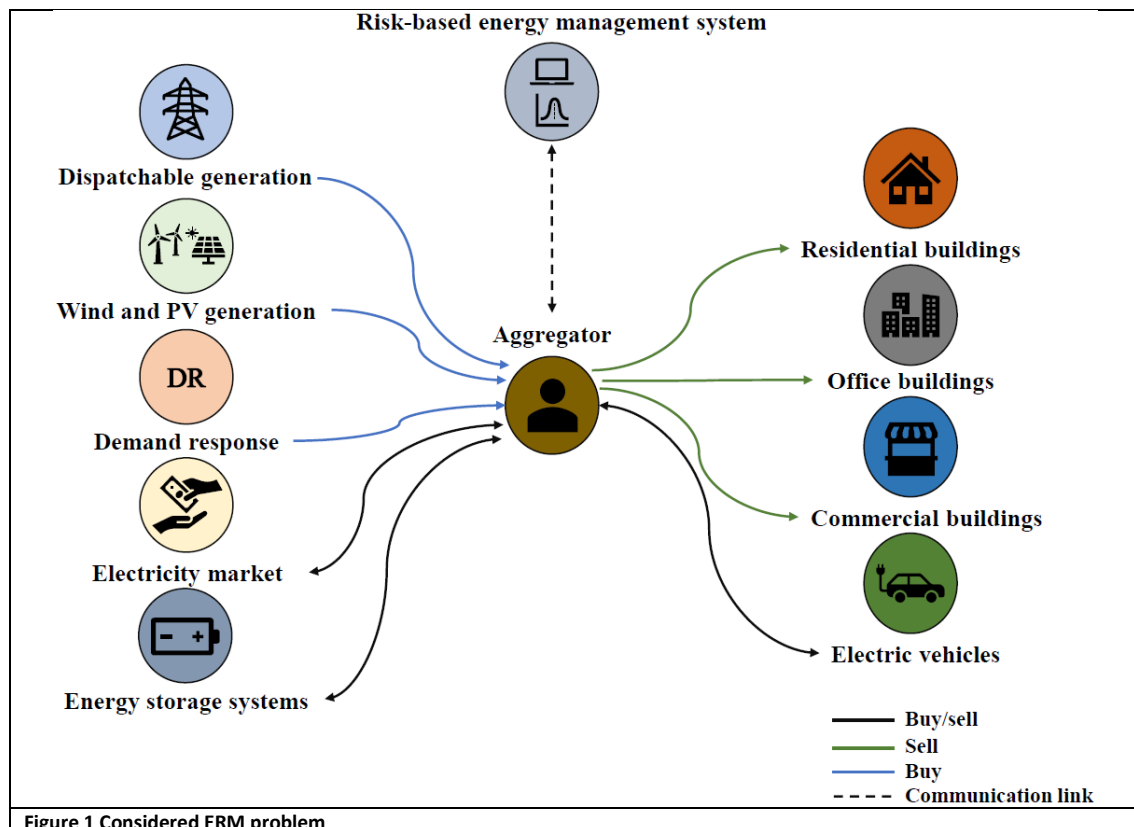 Risk-based energy management system
Dispatchable generation
Wind and PV generation
DR
Demand response
Electricity market
Energy storage systems
Aggregator
Residential buildings
Office buildings
Commercial buildings
Electric vehicles
Buy/sell
Sell
Buy
Communication link
Figure 1 Considered ERM problem